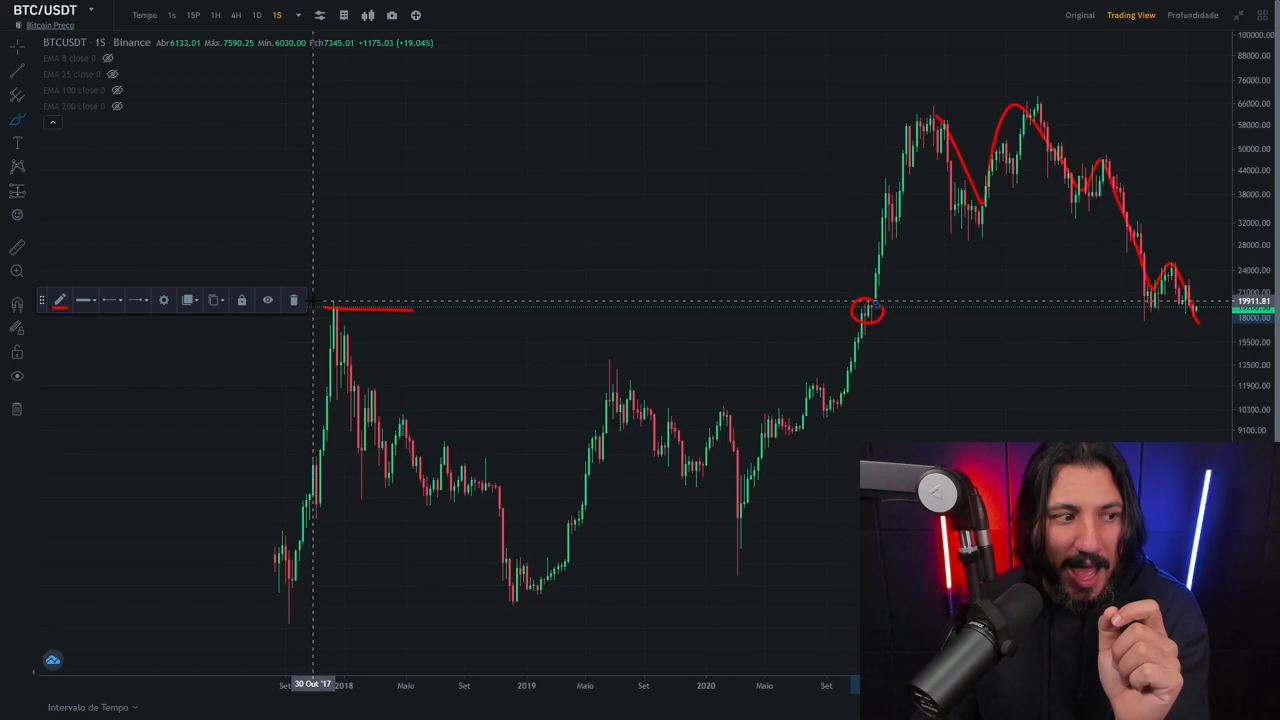 BTC/USDT
Bitcoin Preço
Tempo 1s 15P 1H 4H 1D 1S
Original Trading View Profundidade
BTCUSDT · 1S · Binance Abr6133.01 Máx.7590.25 Mín.6030.00 Fch7345.01 +1175.03 (+19.04%)
EMA 8 close 0
EMA 25 close 0
EMA 100 close 0
EMA 200 close 0
100000.00
88000.00
76000.00
66000.00
58000.00
50000.00
44000.00
38000.00
32000.00
28000.00
24000.00
21000.00
19911.81
18000.00
15500.00
13500.00
11900.00
10300.00
9100.00
Set 30 Out '17 2018 Maio Set 2019 Maio Set 2020 Maio Set
Intervalo de Tempo